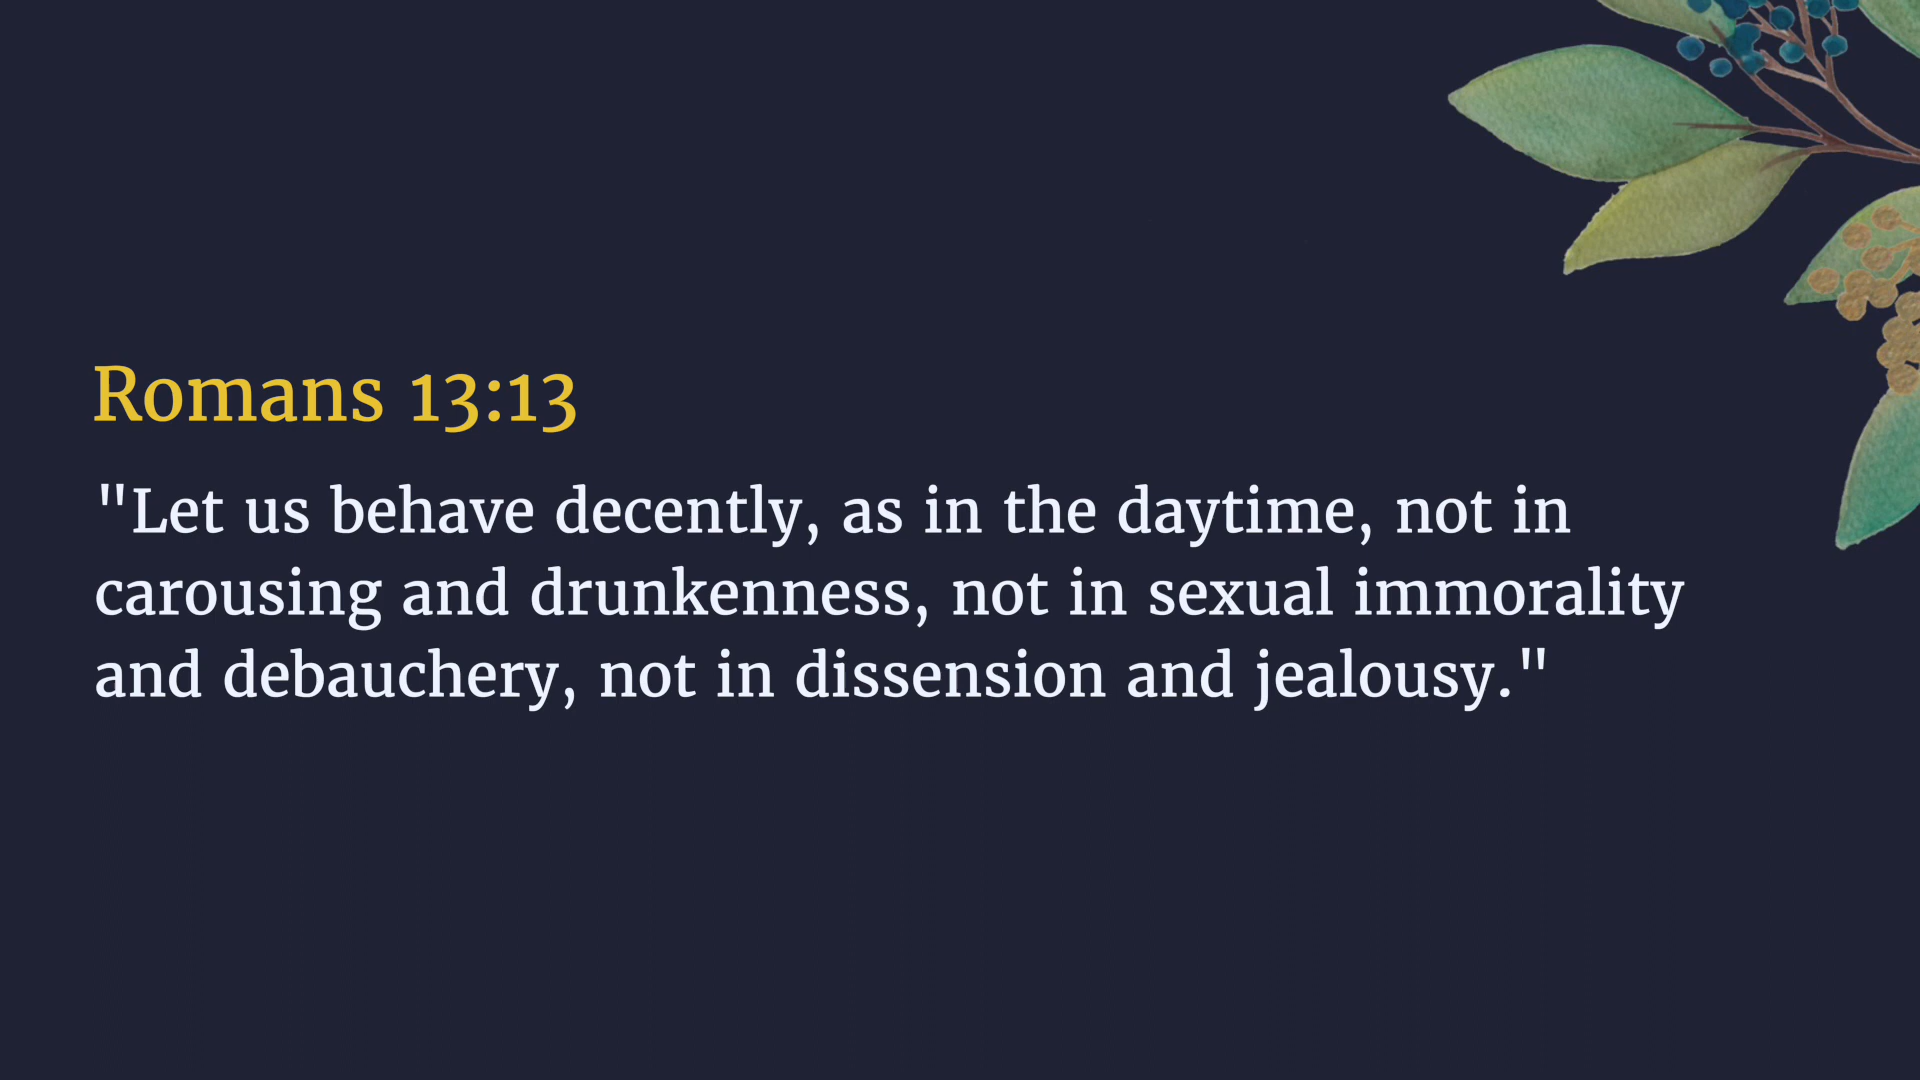 Romans 13:13
"Let us behave decently, as in the daytime, not in
carousing and drunkenness, not in sexual immorality
and debauchery, not in dissension and jealousy."